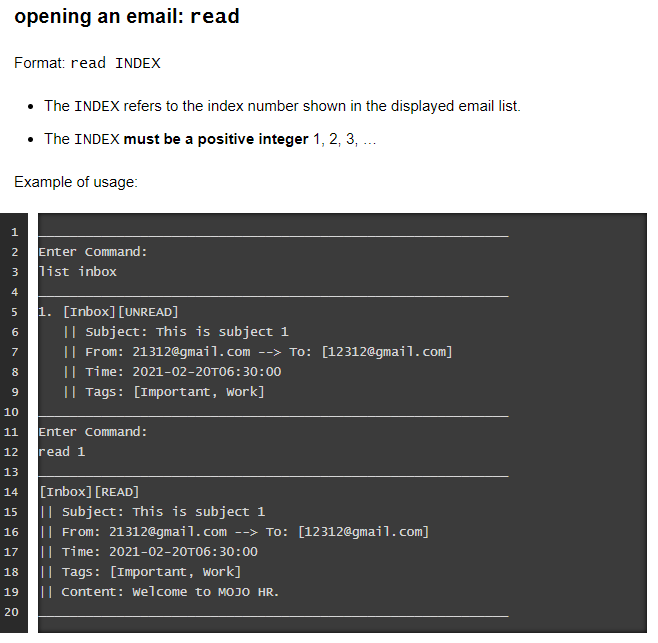 opening an email: read
Format: read INDEX
• The INDEX refers to the index number shown in the displayed email list.
• The INDEX must be a positive integer 1, 2, 3, …
Example of usage:
1 ____________________________________________________________
2 Enter Command:
3 list inbox
4 ____________________________________________________________
5 1. [Inbox][UNREAD]
6    || Subject: This is subject 1
7    || From: 21312@gmail.com --> To: [12312@gmail.com]
8    || Time: 2021-02-20T06:30:00
9    || Tags: [Important, Work]
10 ____________________________________________________________
11 Enter Command:
12 read 1
13 ____________________________________________________________
14 [Inbox][READ]
15 || Subject: This is subject 1
16 || From: 21312@gmail.com --> To: [12312@gmail.com]
17 || Time: 2021-02-20T06:30:00
18 || Tags: [Important, Work]
19 || Content: Welcome to MOJO HR.
20 ____________________________________________________________